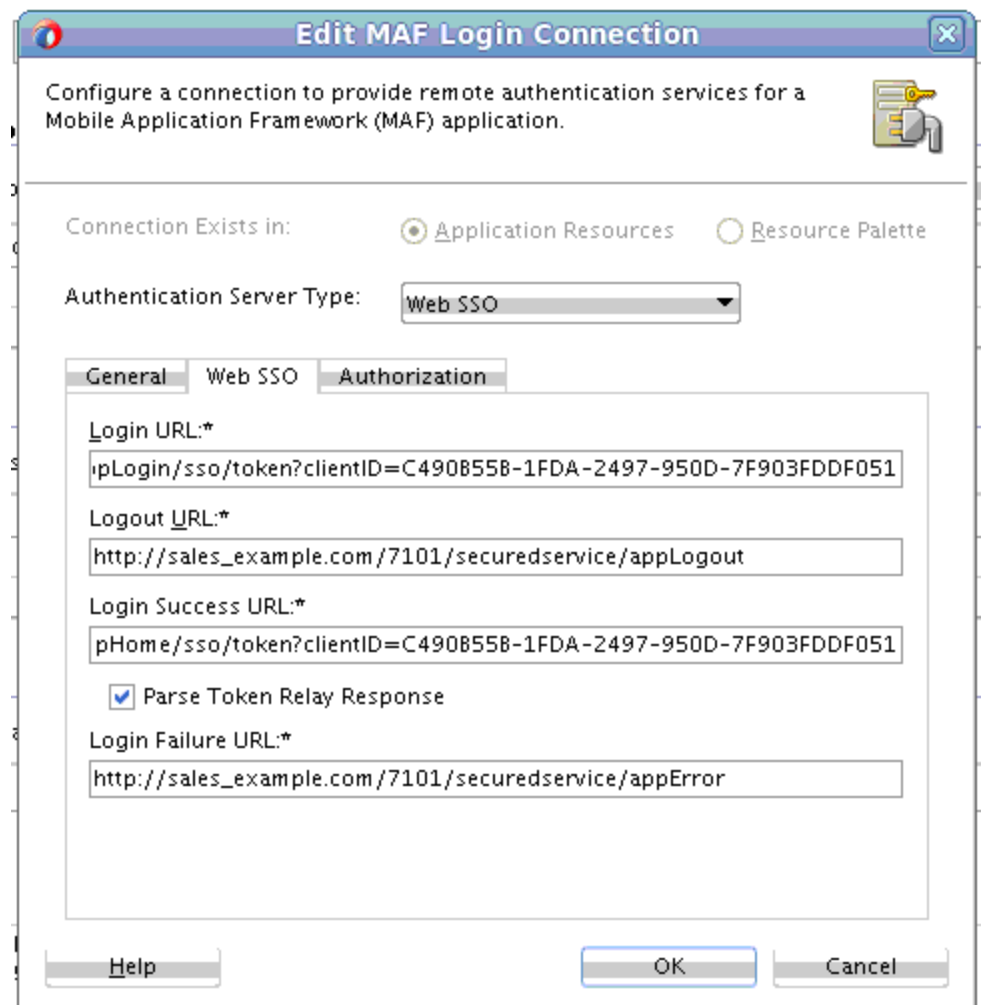 Edit MAF Login Connection
Configure a connection to provide remote authentication services for a
Mobile Application Framework (MAF) application.
Connection Exists in: Application Resources Resource Palette
Authentication Server Type: Web SSO
General Web SSO Authorization
Login URL:*
pLogin/sso/token?clientID=C490B55B-1FDA-2497-950D-7F903FDDF051
Logout URL:*
http://sales_example.com/7101/securedservice/appLogout
Login Success URL:*
pHome/sso/token?clientID=C490B55B-1FDA-2497-950D-7F903FDDF051
Parse Token Relay Response
Login Failure URL:*
http://sales_example.com/7101/securedservice/appError
Help OK Cancel